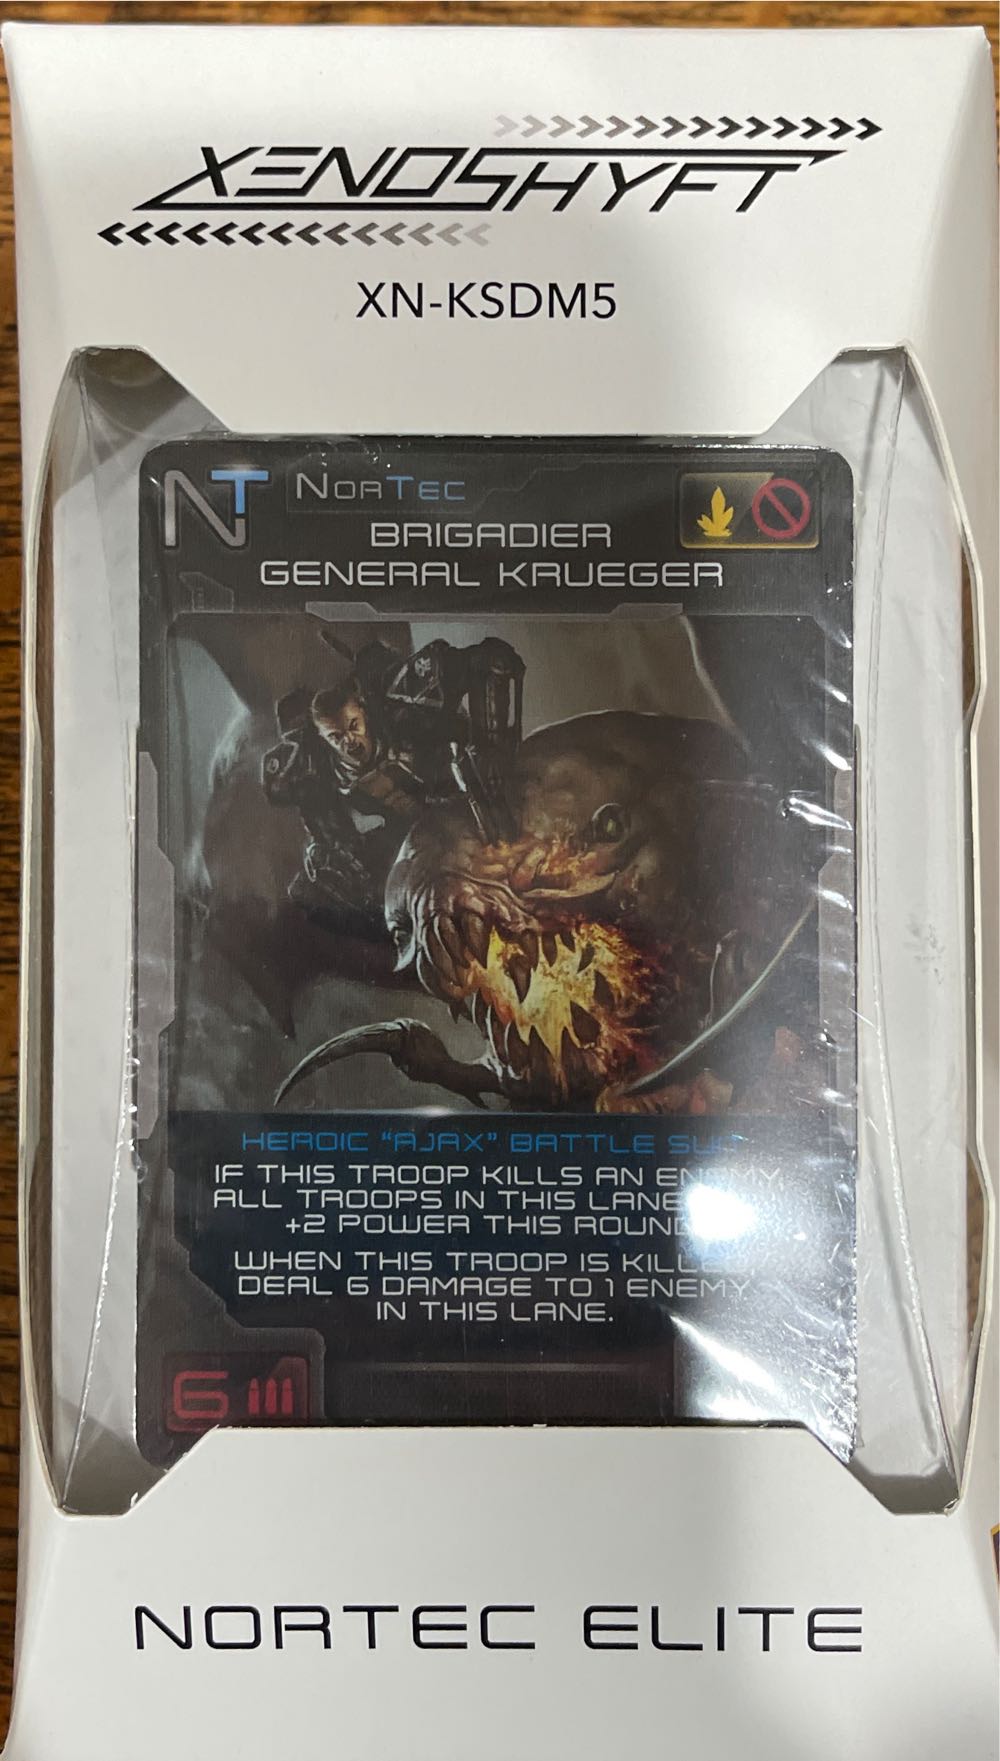 XENOSHYFT
XN-KSDM5
NT NORTEC
BRIGADIER
GENERAL KRUEGER
HEROIC "AJAX" BATTLE
IF THIS TROOP KILLS AN ENEMY
ALL TROOPS IN THIS LANE
+2 POWER THIS ROUND
WHEN THIS TROOP IS KILLED
DEAL 6 DAMAGE TO 1 ENEMY
IN THIS LANE.
6
NORTEC ELITE